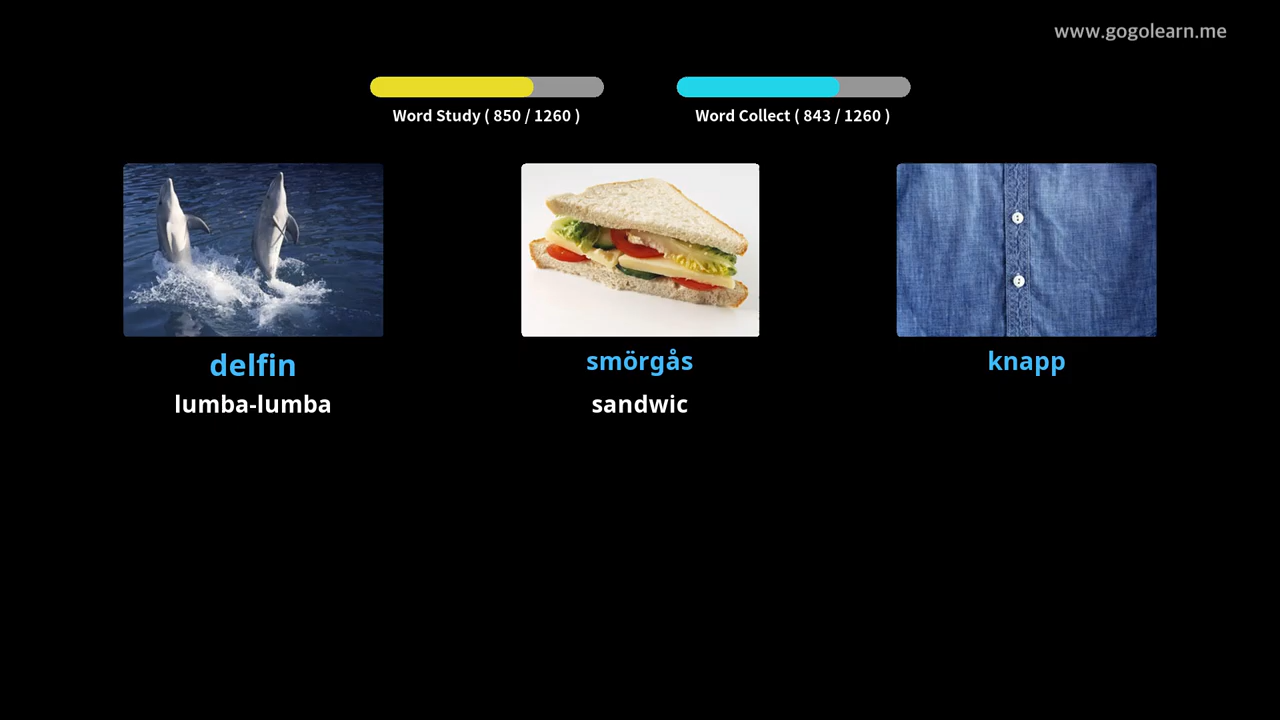 www.gogolearn.me
Word Study ( 850 / 1260 )
Word Collect ( 843 / 1260 )
delfin
smörgås
knapp
lumba-lumba
sandwic